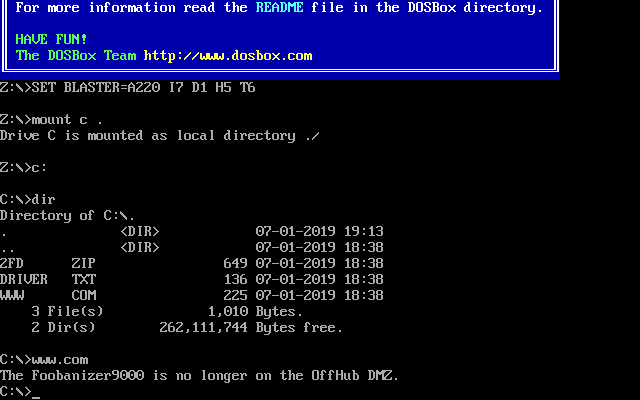 For more information read the README file in the DOSBox directory.
HAVE FUN!
The DOSBox Team http://www.dosbox.com
Z:\>SET BLASTER=A220 I7 D1 H5 T6
Z:\>mount c .
Drive C is mounted as local directory ./
Z:\>c:
C:\>dir
Directory of C:\.
. <DIR> 07-01-2019 19:13
.. <DIR> 07-01-2019 18:38
2FD ZIP 649 07-01-2019 18:38
DRIVER TXT 136 07-01-2019 18:38
WWW COM 225 07-01-2019 18:38
3 File(s) 1,010 Bytes.
2 Dir(s) 262,111,744 Bytes free.
C:\>www.com
The Foobanizer9000 is no longer on the OffHub DMZ.
C:\>_